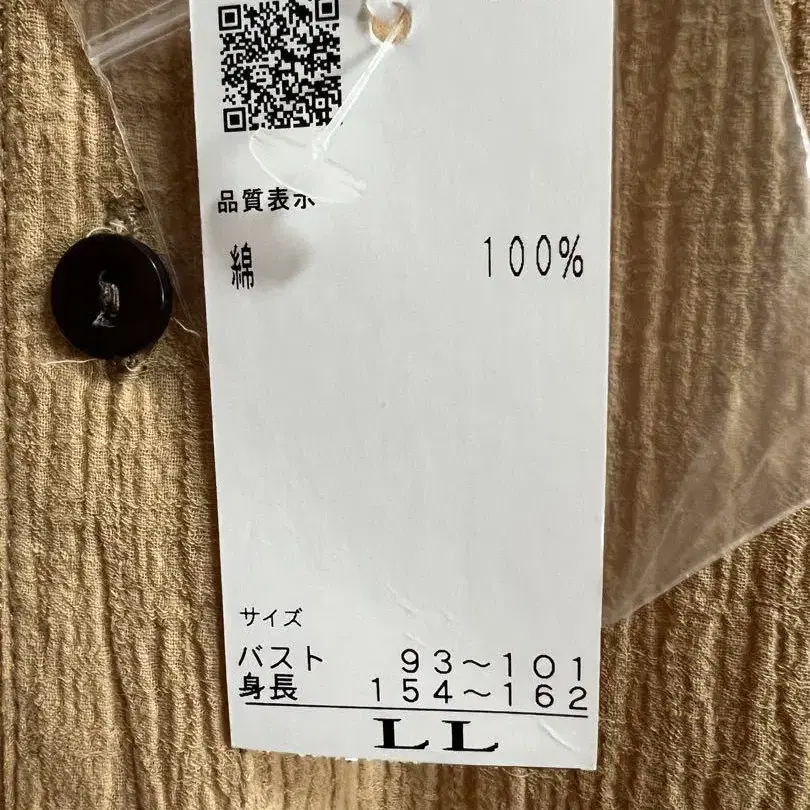 品質表示
綿 100%
サイズ
バスト 93～101
身長 154～162
LL